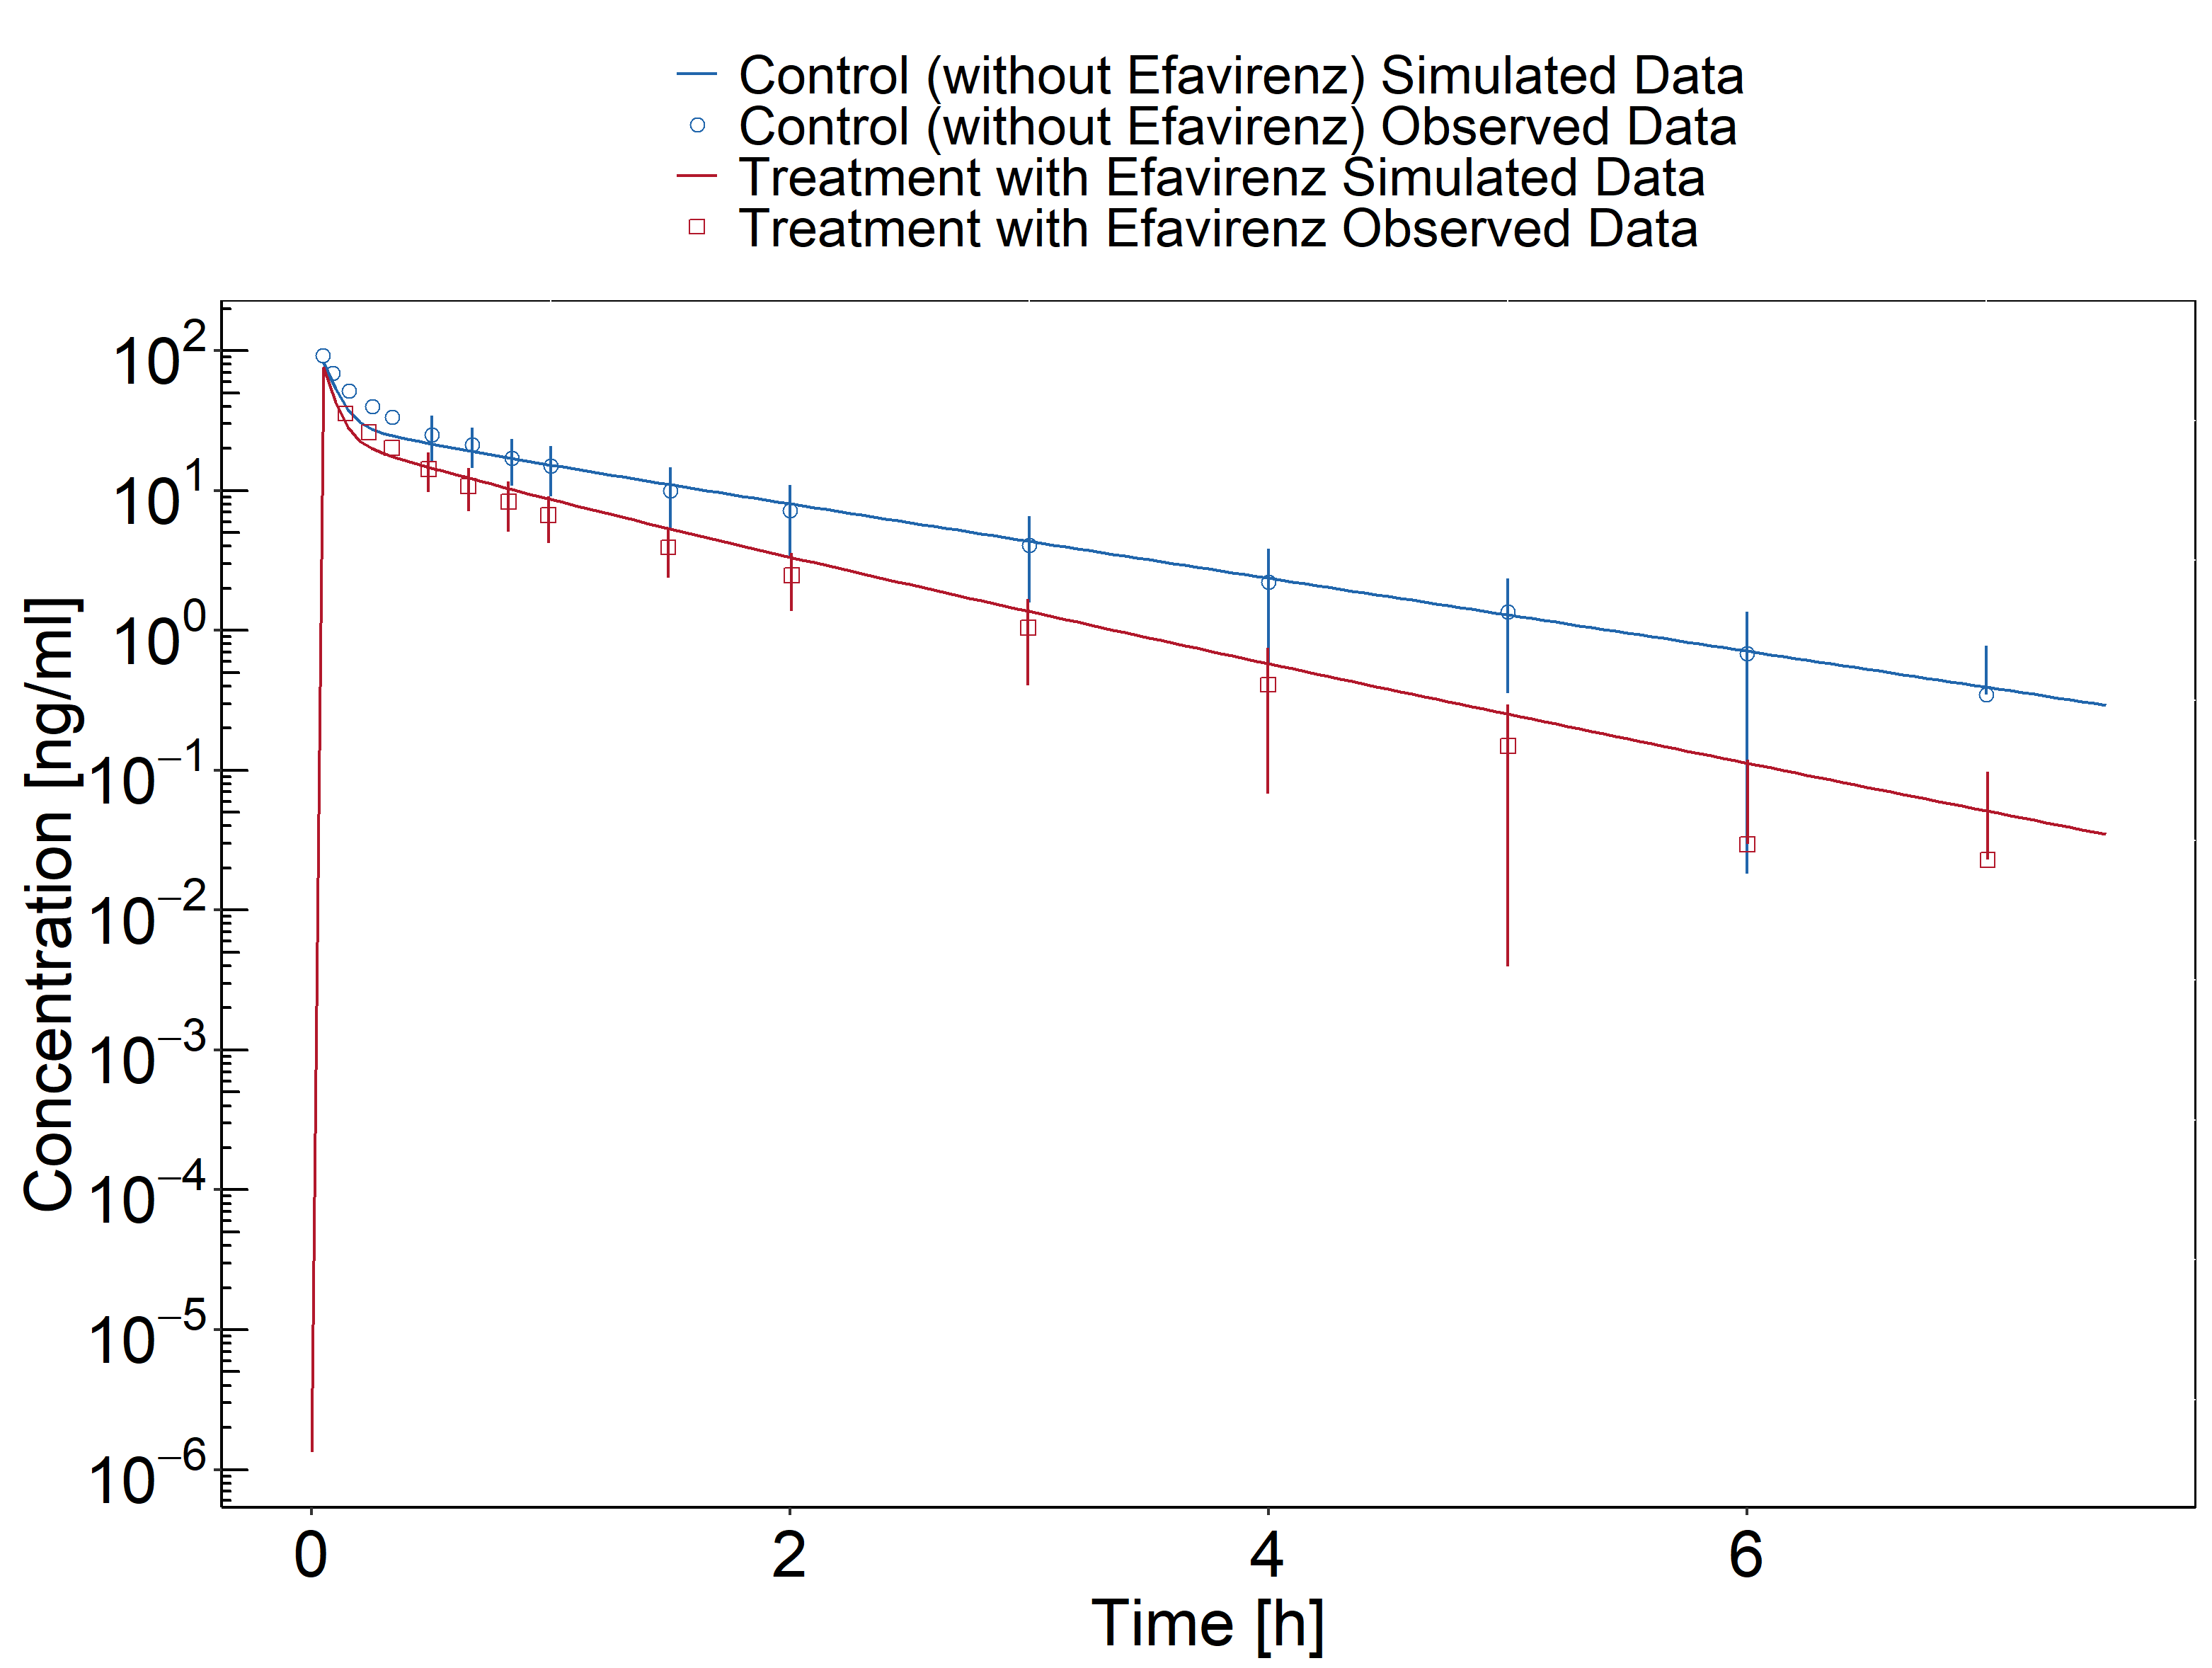 Control (without Efavirenz) Simulated Data
Control (without Efavirenz) Observed Data
Treatment with Efavirenz Simulated Data
Treatment with Efavirenz Observed Data
Concentration [ng/ml]
10²
10¹
10⁰
10⁻¹
10⁻²
10⁻³
10⁻⁴
10⁻⁵
10⁻⁶
0 2 4 6
Time [h]